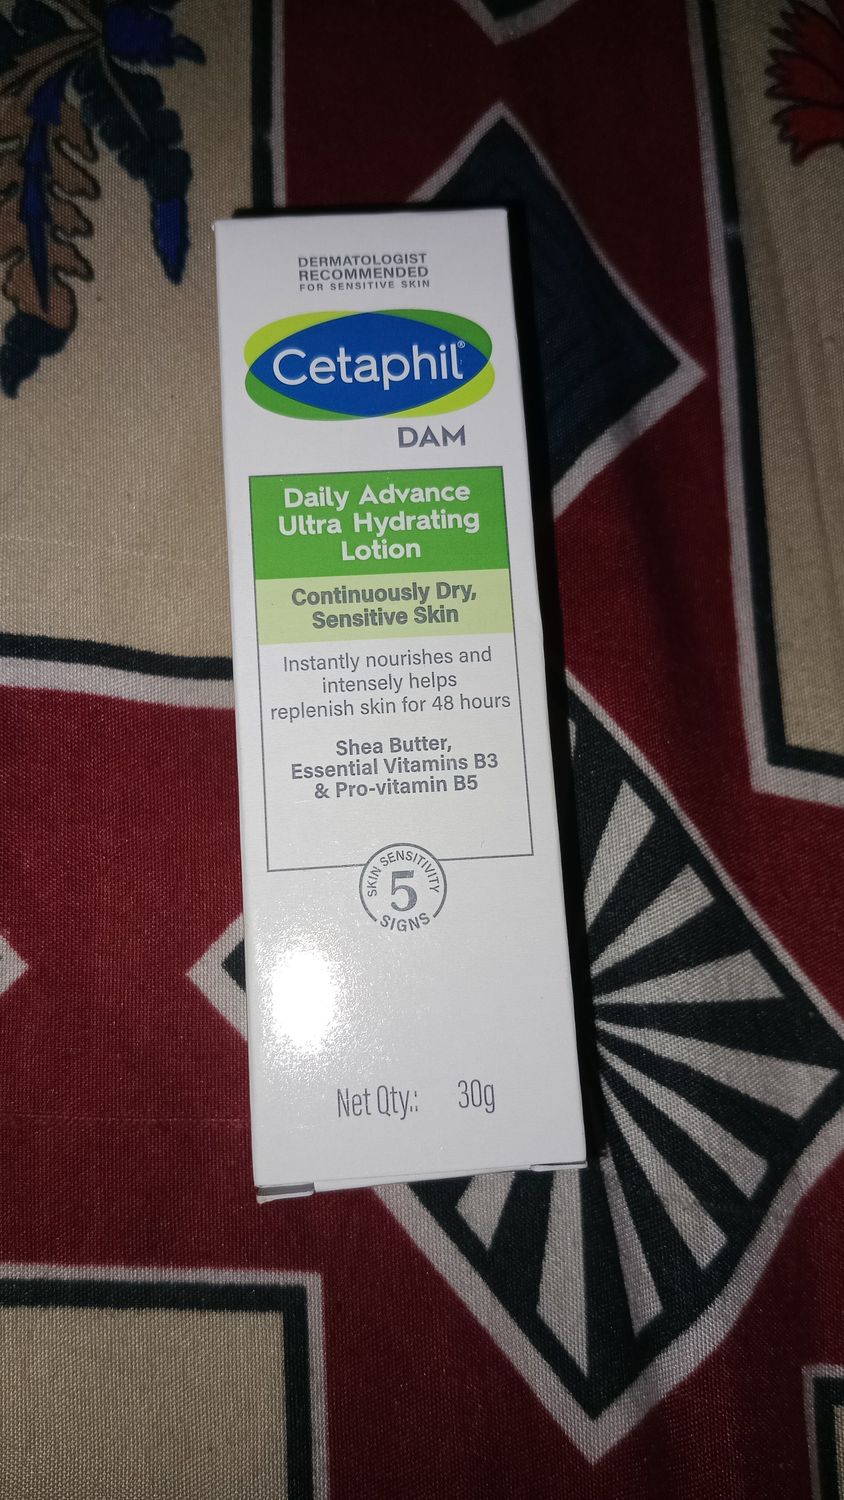 DERMATOLOGIST
RECOMMENDED
FOR SENSITIVE SKIN
Cetaphil®
DAM
Daily Advance
Ultra Hydrating
Lotion
Continuously Dry,
Sensitive Skin
Instantly nourishes and
intensely helps
replenish skin for 48 hours
Shea Butter,
Essential Vitamins B3
& Pro-vitamin B5
SKIN SENSITIVITY
5
SIGNS
Net Qty.: 30g